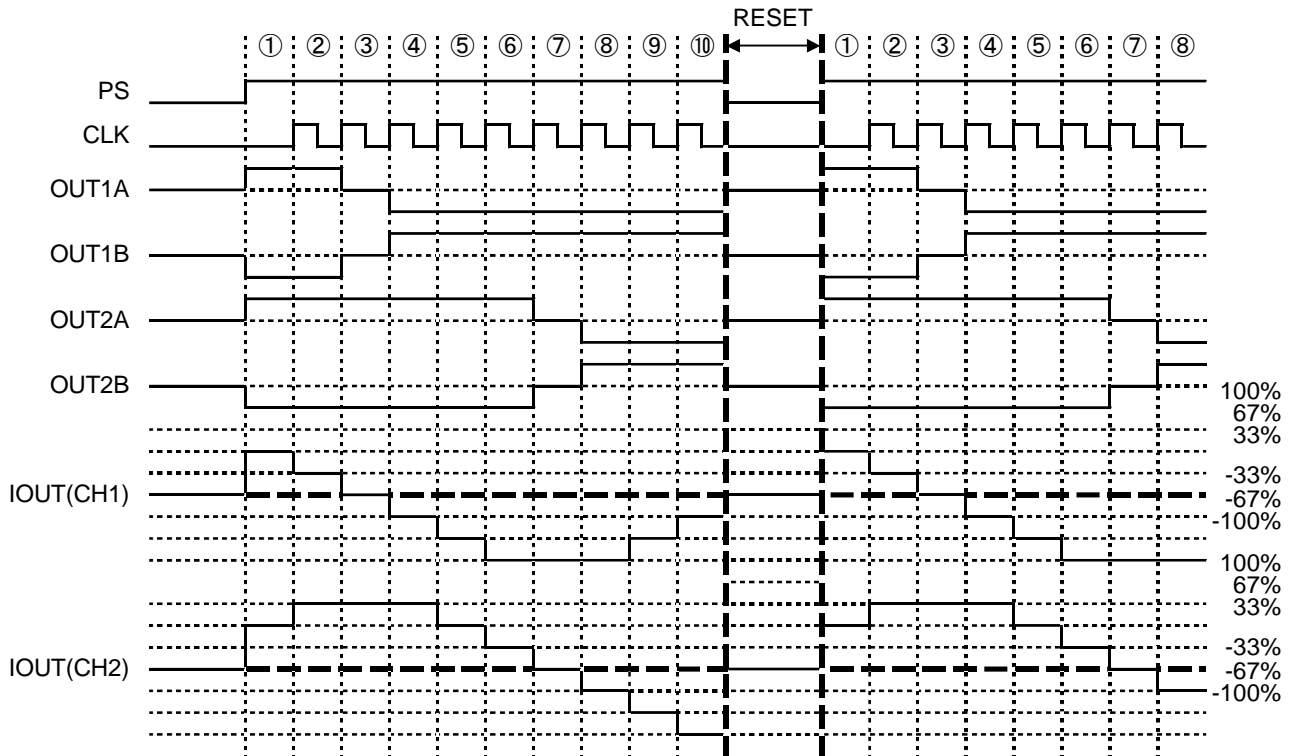 RESET
① ② ③ ④ ⑤ ⑥ ⑦ ⑧ ⑨ ⑩ ① ② ③ ④ ⑤ ⑥ ⑦ ⑧
PS
CLK
OUT1A
OUT1B
OUT2A
OUT2B
100%
67%
33%
-33%
IOUT(CH1)
-67%
-100%
100%
67%
33%
-33%
IOUT(CH2)
-67%
-100%